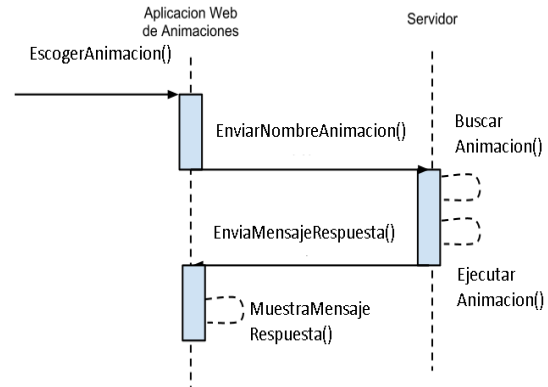 Aplicacion Web
de Animaciones
Servidor
EscogerAnimacion()
EnviarNombreAnimacion()
Buscar
Animacion()
EnviaMensajeRespuesta()
Ejecutar
Animacion()
MuestraMensaje
Respuesta()